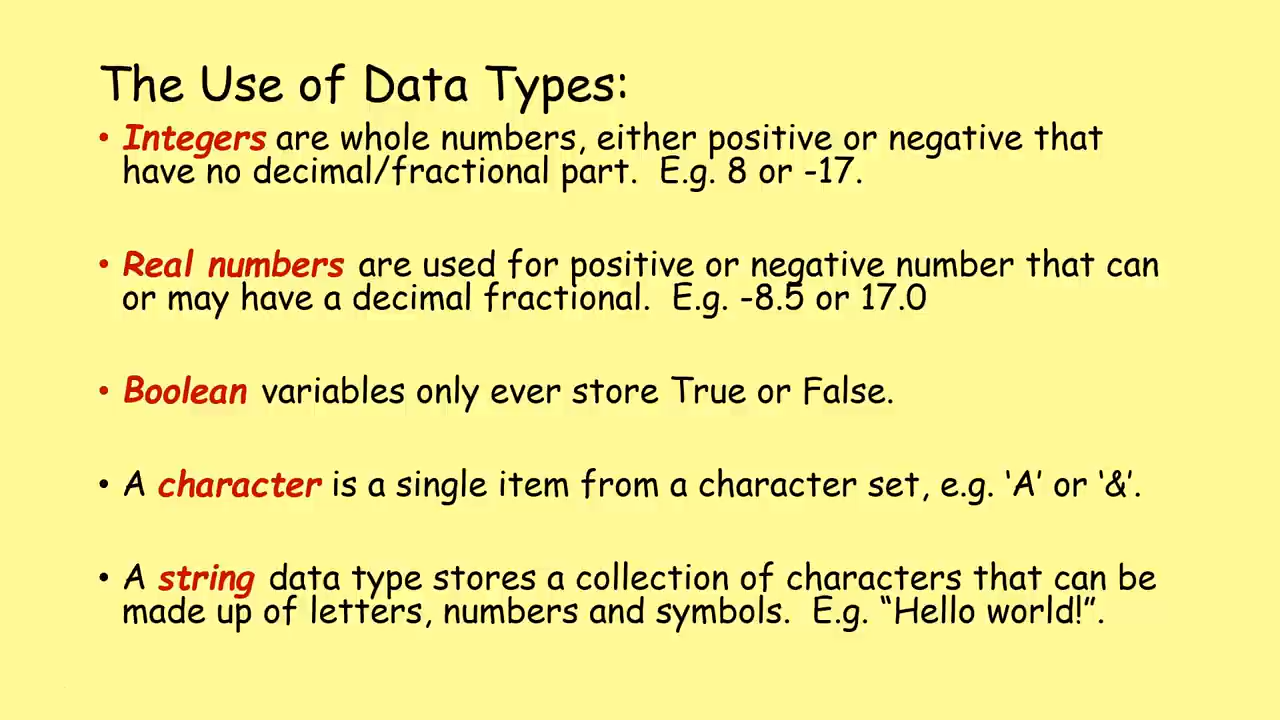 The Use of Data Types:
• Integers are whole numbers, either positive or negative that
have no decimal/fractional part. E.g. 8 or -17.
• Real numbers are used for positive or negative number that can
or may have a decimal fractional. E.g. -8.5 or 17.0
• Boolean variables only ever store True or False.
• A character is a single item from a character set, e.g. ‘A’ or ‘&’.
• A string data type stores a collection of characters that can be
made up of letters, numbers and symbols. E.g. “Hello world!”.